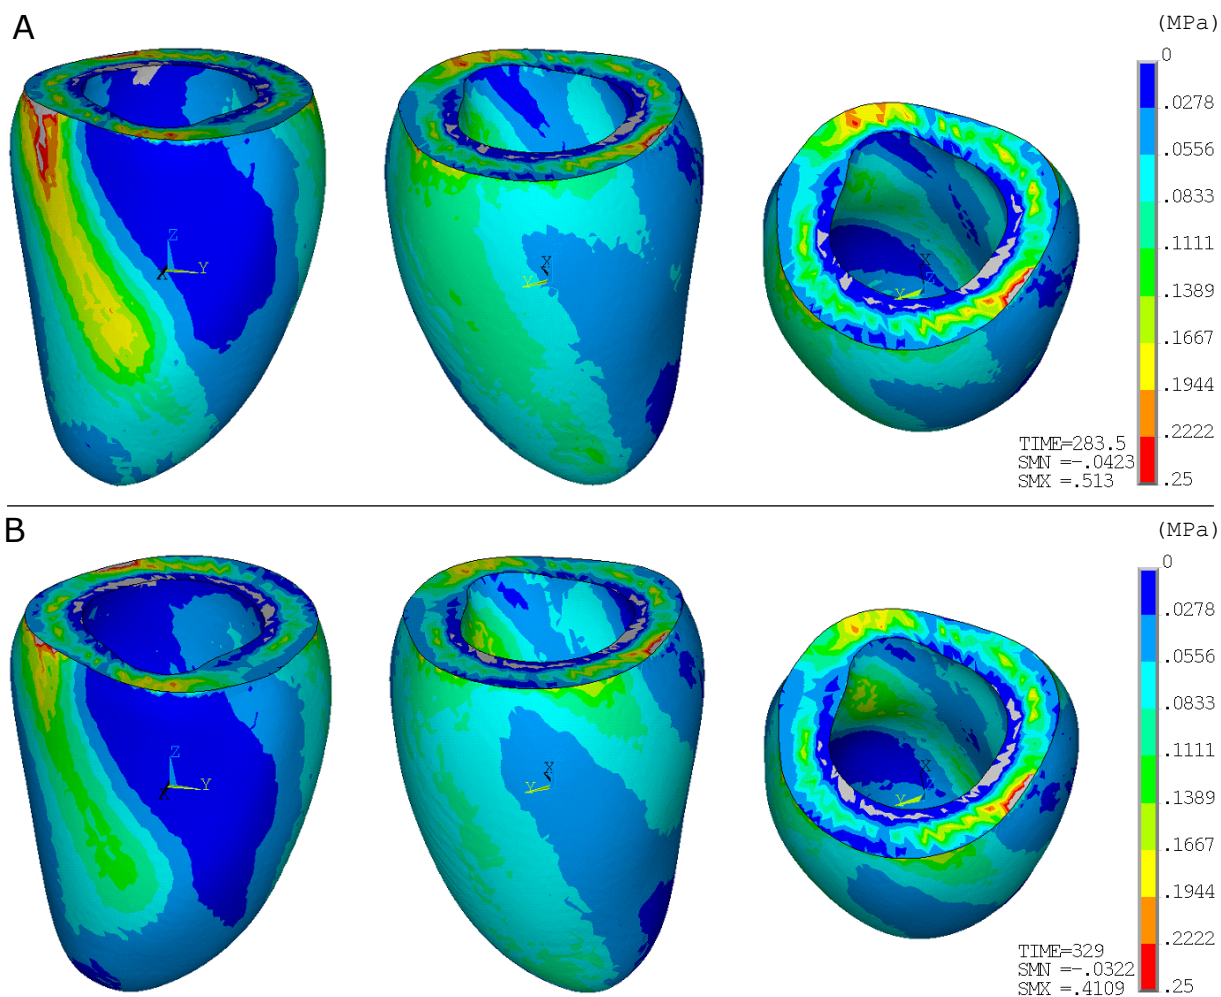 A
(MPa)
0
.0278
.0556
.0833
.1111
.1389
.1667
.1944
.2222
.25
TIME=283.5
SMN =-.0423
SMX =.513
Z
X
Y
X
Y
X
Y
B
(MPa)
0
.0278
.0556
.0833
.1111
.1389
.1667
.1944
.2222
.25
TIME=329
SMN =-.0322
SMX =.4109
Z
X
Y
X
Y
X
Y